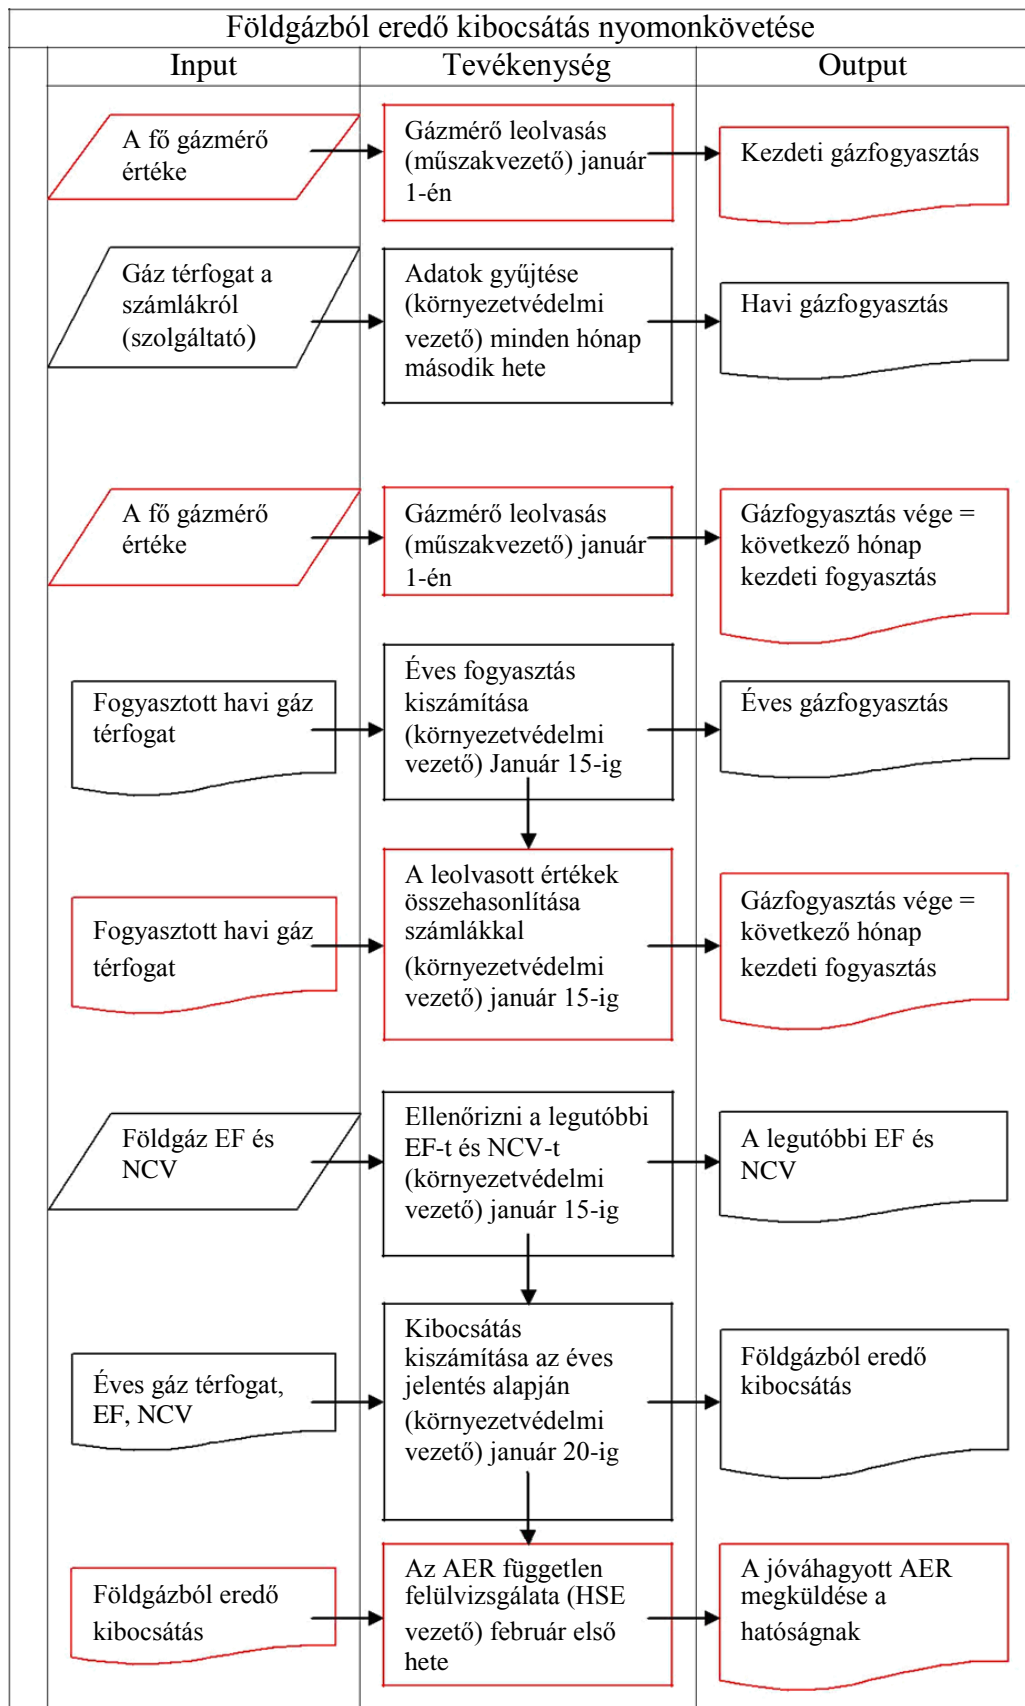 Földgázból eredő kibocsátás nyomonkövetése
Input
Tevékenység
Output
A fő gázmérő
értéke
Gázmérő leolvasás
(műszakvezető) január
1-én
Kezdeti gázfogyasztás
Gáz térfogat a
számlákról
(szolgáltató)
Adatok gyűjtése
(környezetvédelmi
vezető) minden hónap
második hete
Havi gázfogyasztás
A fő gázmérő
értéke
Gázmérő leolvasás
(műszakvezető) január
1-én
Gázfogyasztás vége =
következő hónap
kezdeti fogyasztás
Fogyasztott havi gáz
térfogat
Éves fogyasztás
kiszámítása
(környezetvédelmi
vezető) Január 15-ig
Éves gázfogyasztás
Fogyasztott havi gáz
térfogat
A leolvasott értékek
összehasonlítása
számlákkal
(környezetvédelmi
vezető) január 15-ig
Gázfogyasztás vége =
következő hónap
kezdeti fogyasztás
Földgáz EF és
NCV
Ellenőrizni a legutóbbi
EF-t és NCV-t
(környezetvédelmi
vezető) január 15-ig
A legutóbbi EF és
NCV
Éves gáz térfogat,
EF, NCV
Kibocsátás
kiszámítása az éves
jelentés alapján
(környezetvédelmi
vezető) január 20-ig
Földgázból eredő
kibocsátás
Földgázból eredő
kibocsátás
Az AER független
felülvizsgálata (HSE
vezető) február első
hete
A jóváhagyott AER
megküldése a
hatóságnak